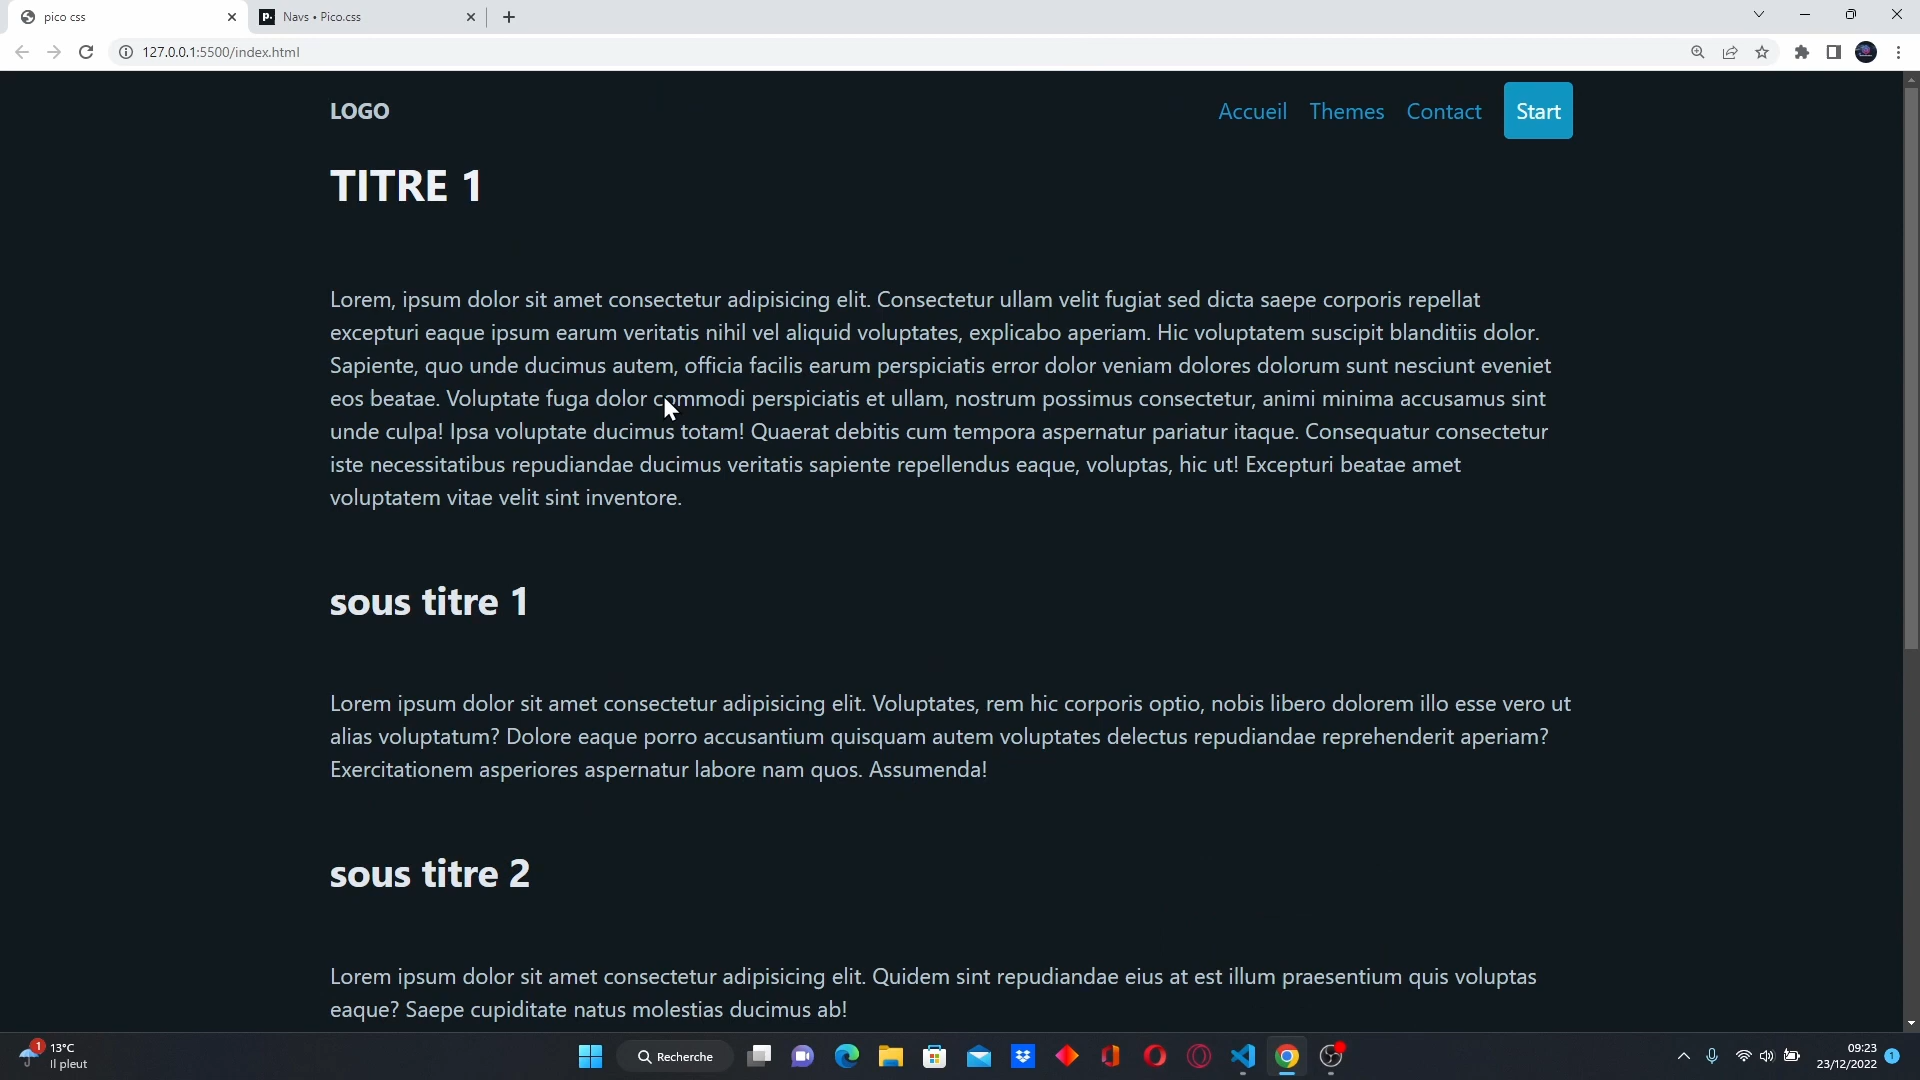 pico css
Navs • Pico.css
127.0.0.1:5500/index.html
LOGO
Accueil Themes Contact Start
TITRE 1
Lorem, ipsum dolor sit amet consectetur adipisicing elit. Consectetur ullam velit fugiat sed dicta saepe corporis repellat
excepturi eaque ipsum earum veritatis nihil vel aliquid voluptates, explicabo aperiam. Hic voluptatem suscipit blanditiis dolor.
Sapiente, quo unde ducimus autem, officia facilis earum perspiciatis error dolor veniam dolores dolorum sunt nesciunt eveniet
eos beatae. Voluptate fuga dolor commodi perspiciatis et ullam, nostrum possimus consectetur, animi minima accusamus sint
unde culpa! Ipsa voluptate ducimus totam! Quaerat debitis cum tempora aspernatur pariatur itaque. Consequatur consectetur
iste necessitatibus repudiandae ducimus veritatis sapiente repellendus eaque, voluptas, hic ut! Excepturi beatae amet
voluptatem vitae velit sint inventore.
sous titre 1
Lorem ipsum dolor sit amet consectetur adipisicing elit. Voluptates, rem hic corporis optio, nobis libero dolorem illo esse vero ut
alias voluptatum? Dolore eaque porro accusantium quisquam autem voluptates delectus repudiandae reprehenderit aperiam?
Exercitationem asperiores aspernatur labore nam quos. Assumenda!
sous titre 2
Lorem ipsum dolor sit amet consectetur adipisicing elit. Quidem sint repudiandae eius at est illum praesentium quis voluptas
eaque? Saepe cupiditate natus molestias ducimus ab!
1
13°C
Il pleut
Recherche
09:23
23/12/2022
1